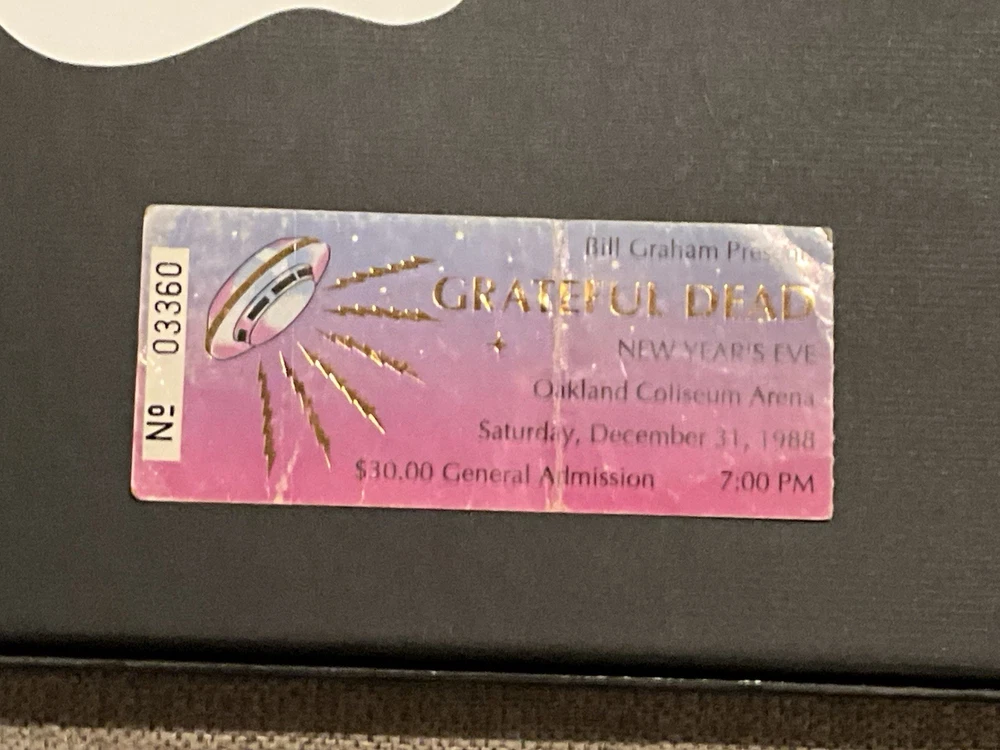 Nº 03360
Bill Graham Presents
GRATEFUL DEAD
NEW YEAR'S EVE
Oakland Coliseum Arena
Saturday, December 31, 1988
$30.00 General Admission 7:00 PM